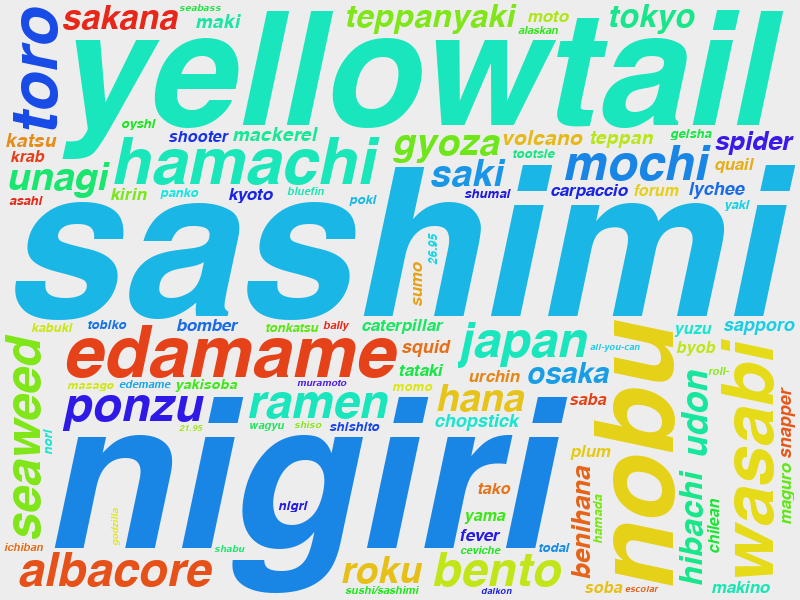 sakana
seabass
maki
teppanyaki
moto
alaskan
tokyo
toro
yellowtail
oyshi
shooter
mackerel
katsu
krab
hamachi
gyoza
volcano
tootsie
teppan
geisha
spider
unagi
asahi
kirin
panko
kyoto
bluefin
poki
saki
shumai
mochi
carpaccio
forum
lychee
quail
yaki
sashimi
sumo
26.95
kabuki
tobiko
bomber
tonkatsu
bally
caterpillar
japan
all-you-can
yuzu
sapporo
byob
seaweed
nori
edamame
squid
tataki
urchin
osaka
roll-
masago
edemame
yakisoba
muramoto
momo
ponzu
21.95
ramen
wagyu
shiso
shishito
hana
chopstick
saba
plum
nobu
udon
wasabi
snapper
maguro
nigiri
godzilla
nigri
tako
yama
fever
ceviche
todai
benihana
hamada
hibachi
chilean
ichiban
shabu
albacore
roku
sushi/sashimi
bento
daikon
soba
escolar
makino